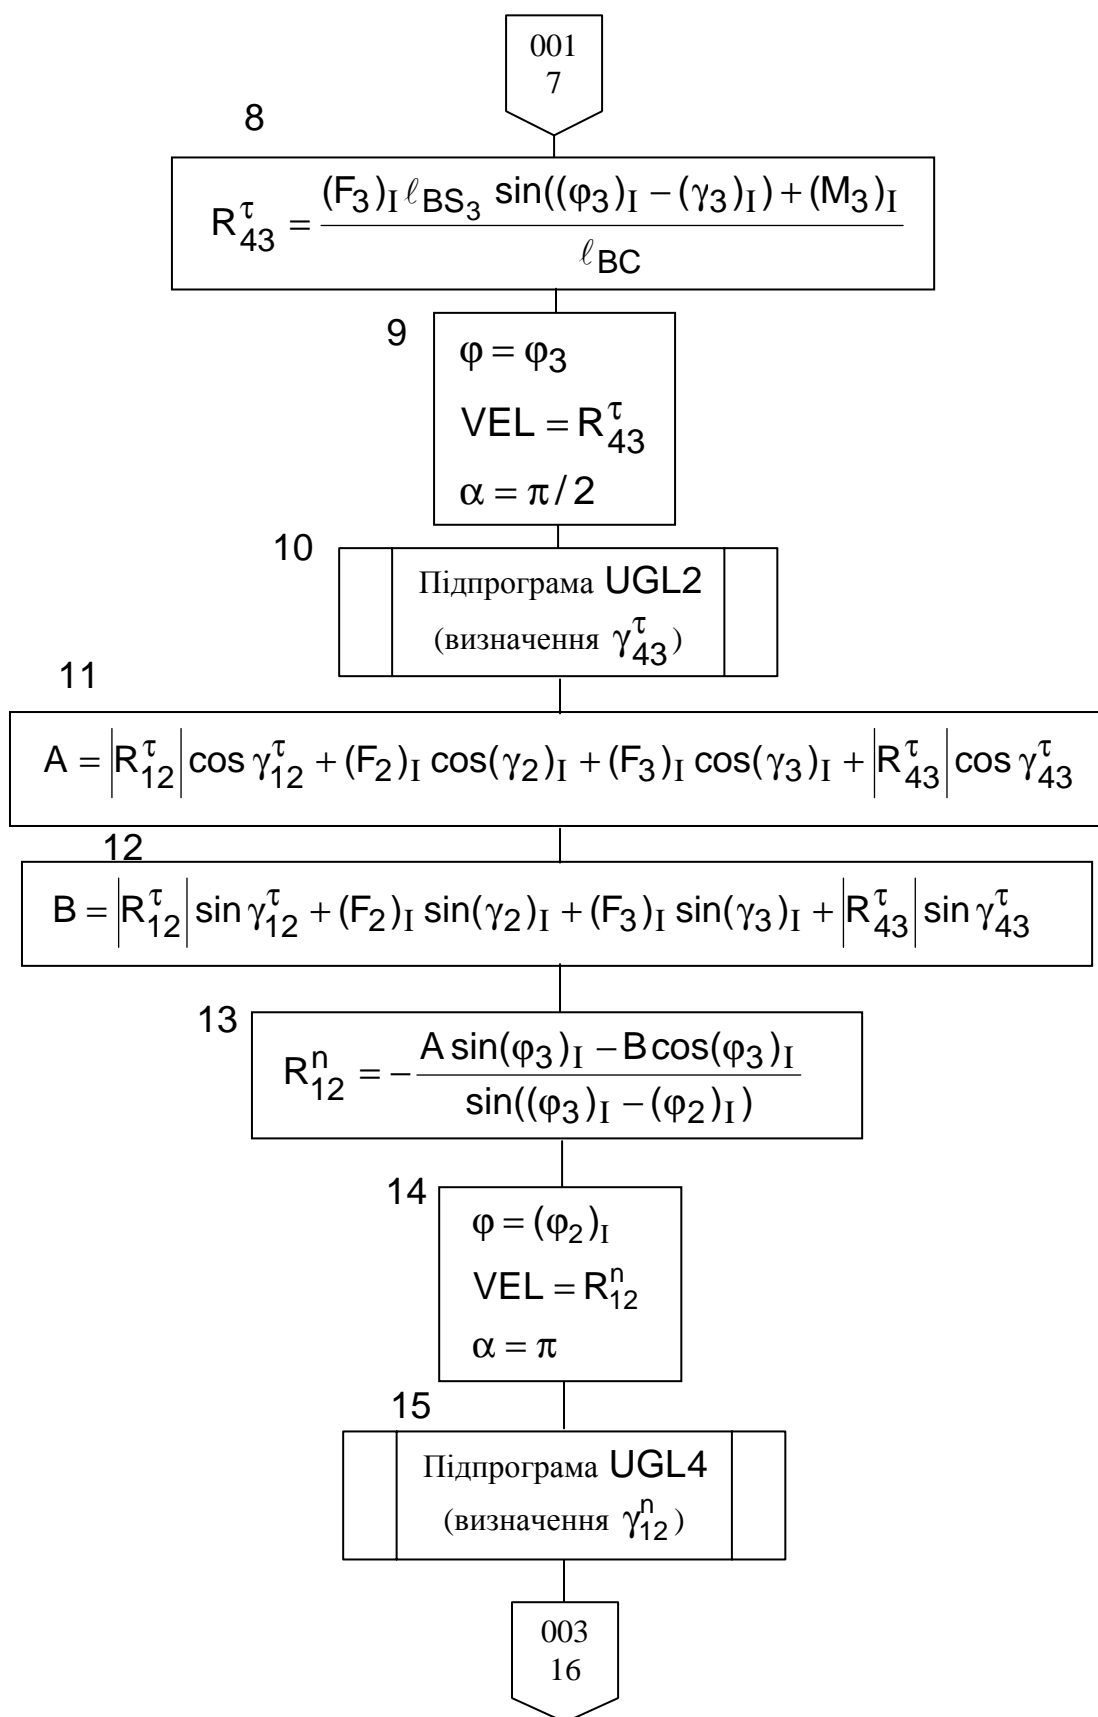 001
7
8
R^τ_43 = ((F_3)_I ℓ_BS_3 sin((φ_3)_I − (γ_3)_I) + (M_3)_I) / ℓ_BC
9
φ = φ_3
VEL = R^τ_43
α = π / 2
10
Підпрограма UGL2
(визначення γ^τ_43)
11
A = |R^τ_12| cos γ^τ_12 + (F_2)_I cos(γ_2)_I + (F_3)_I cos(γ_3)_I + |R^τ_43| cos γ^τ_43
12
B = |R^τ_12| sin γ^τ_12 + (F_2)_I sin(γ_2)_I + (F_3)_I sin(γ_3)_I + |R^τ_43| sin γ^τ_43
13
R^n_12 = − (A sin(φ_3)_I − B cos(φ_3)_I) / sin((φ_3)_I − (φ_2)_I)
14
φ = (φ_2)_I
VEL = R^n_12
α = π
15
Підпрограма UGL4
(визначення γ^n_12)
003
16